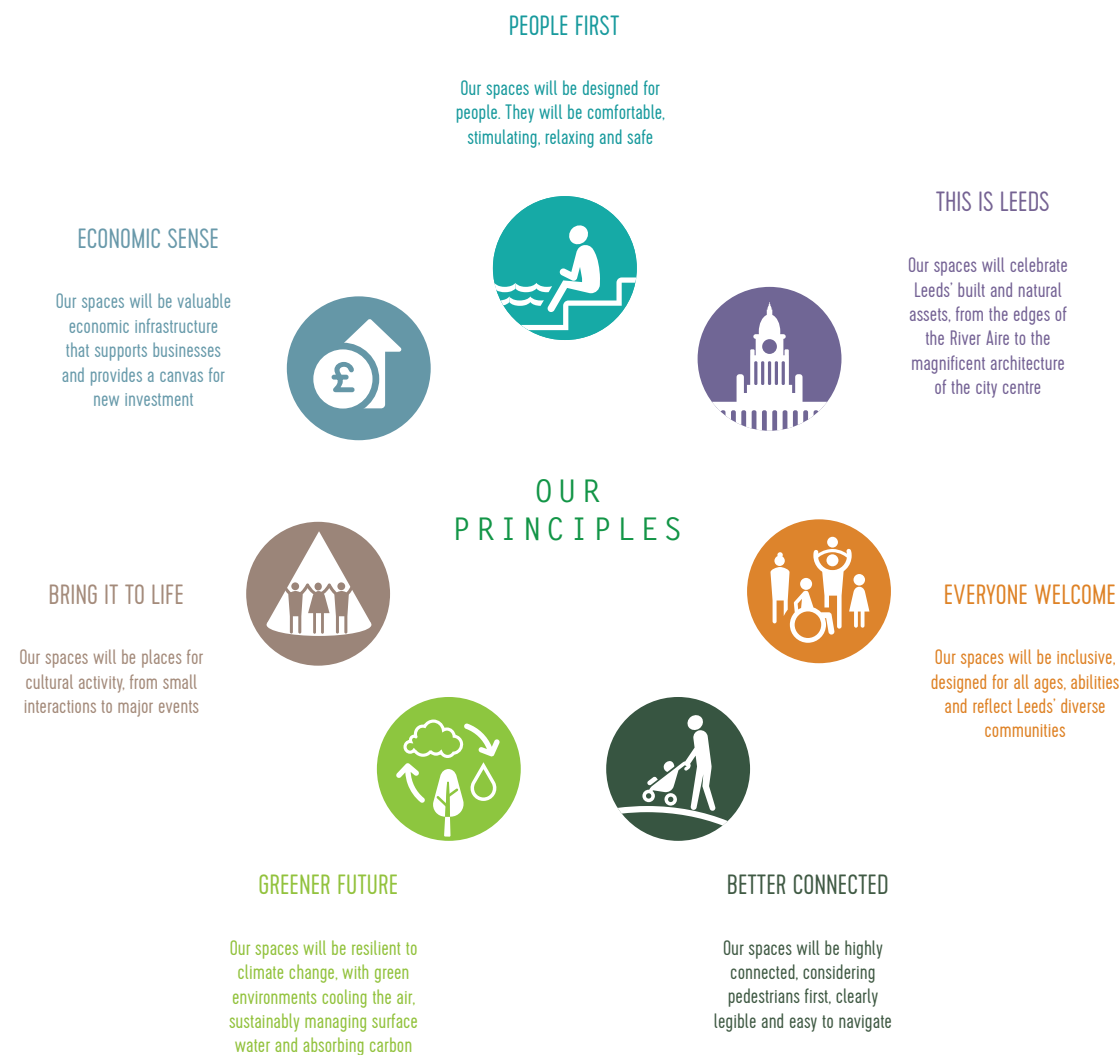 PEOPLE FIRST
Our spaces will be designed for
people. They will be comfortable,
stimulating, relaxing and safe
THIS IS LEEDS
Our spaces will celebrate
Leeds' built and natural
assets, from the edges of
the River Aire to the
magnificent architecture
of the city centre
ECONOMIC SENSE
Our spaces will be valuable
economic infrastructure
that supports businesses
and provides a canvas for
new investment
£
OUR
PRINCIPLES
BRING IT TO LIFE
Our spaces will be places for
cultural activity, from small
interactions to major events
EVERYONE WELCOME
Our spaces will be inclusive,
designed for all ages, abilities
and reflect Leeds' diverse
communities
GREENER FUTURE
Our spaces will be resilient to
climate change, with green
environments cooling the air,
sustainably managing surface
water and absorbing carbon
BETTER CONNECTED
Our spaces will be highly
connected, considering
pedestrians first, clearly
legible and easy to navigate